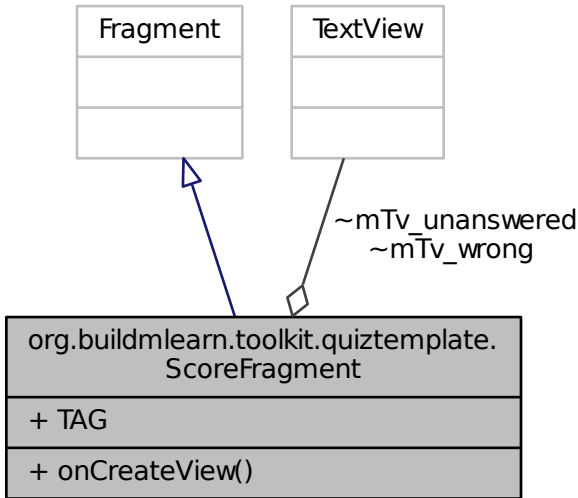 Fragment
TextView
~mTv_unanswered
~mTv_wrong
org.buildmlearn.toolkit.quiztemplate.
ScoreFragment
+ TAG
+ onCreateView()